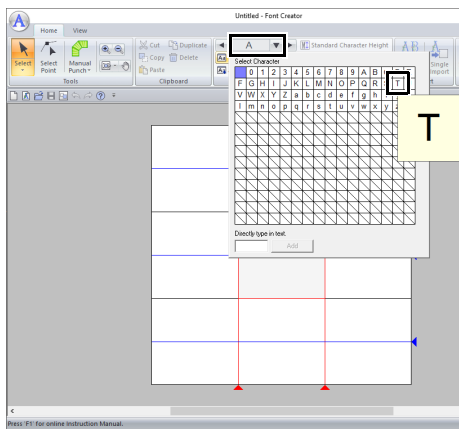 Untitled - Font Creator
A
Home View
Select
Select Point
Manual Punch
Cut
Copy
Paste
Duplicate
Delete
A
Standard Character Height
AB
Single
Import
Tools
Clipboard
Select Character
0 1 2 3 4 5 6 7 8 9 A B
F G H I J K L M N O P Q R T
V W X Y Z a b c d e f g h
l m n o p q r s t u v w x y z
T
Directly type in text.
Add
Press 'F1' for online Instruction Manual.